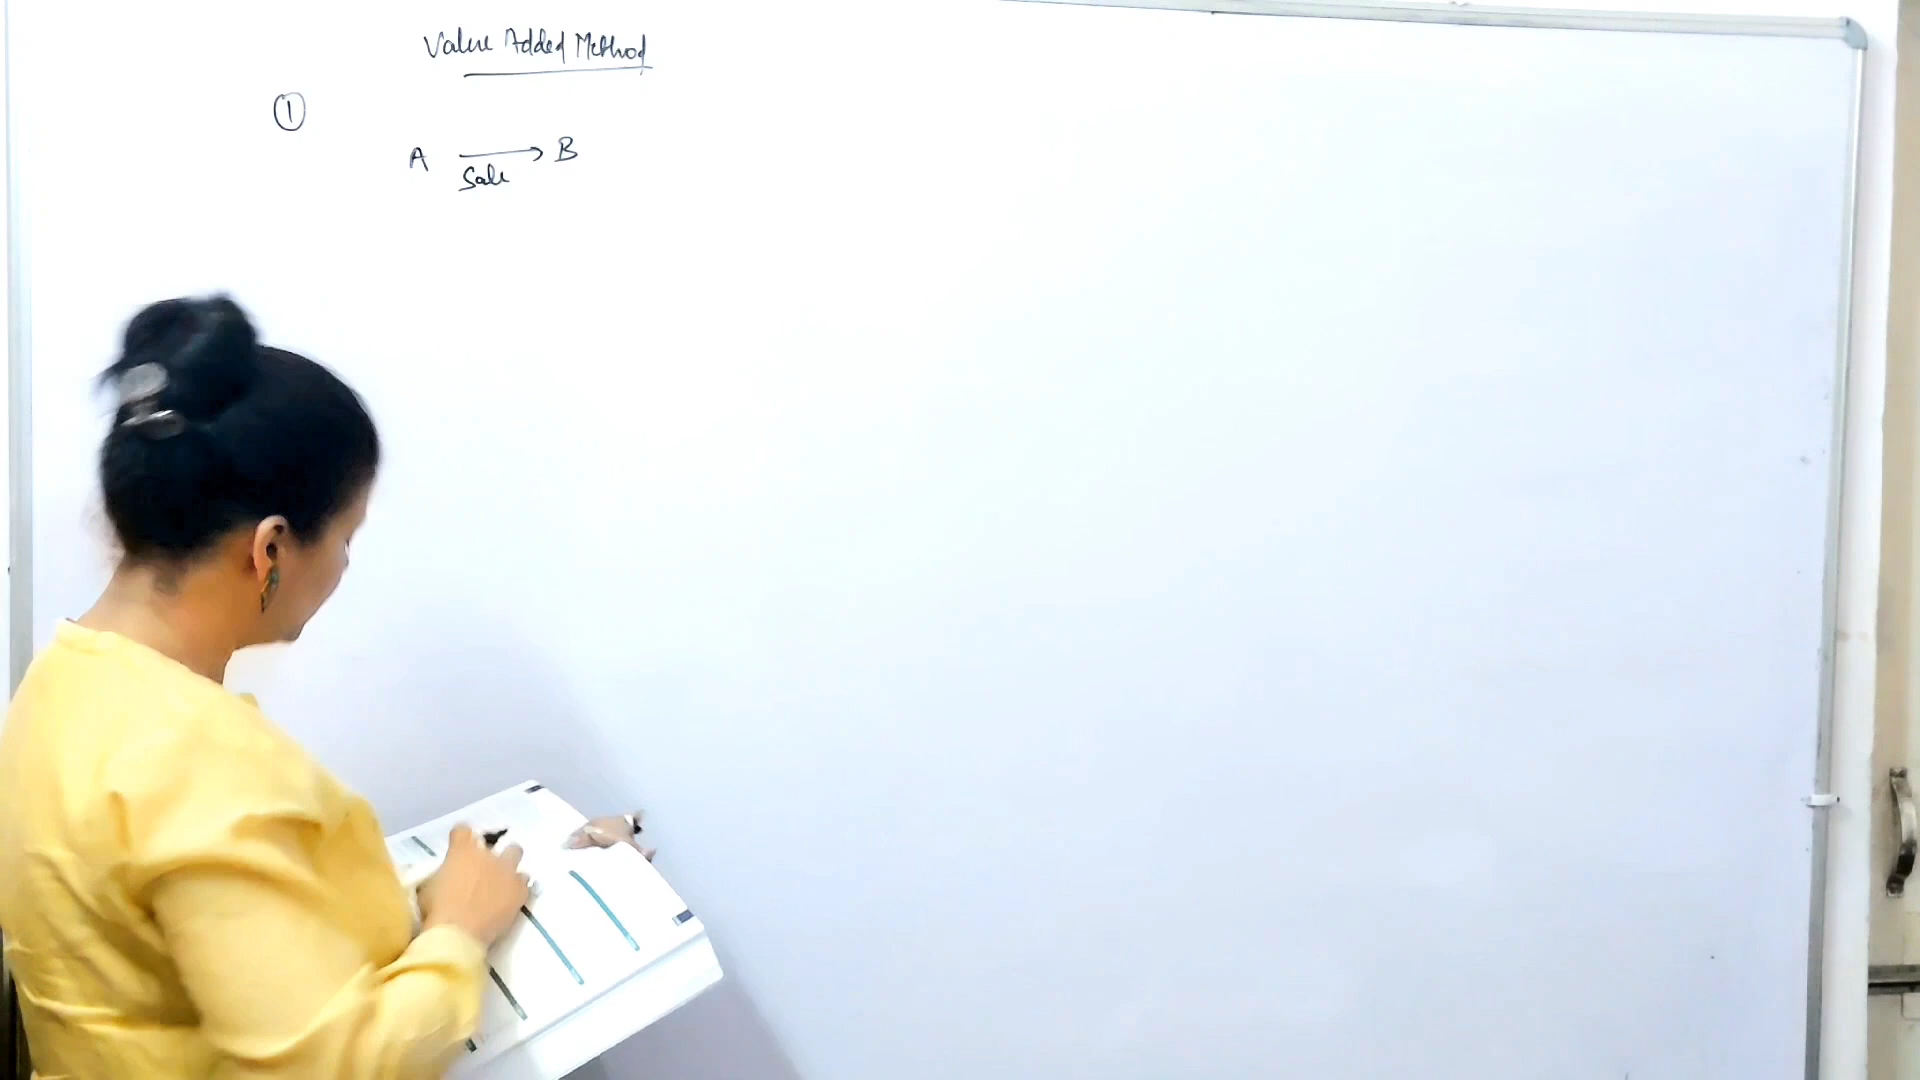 Value Added Method
①
A → B
Sale